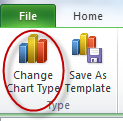 File Home
Change Save As
Chart Type Template
Type